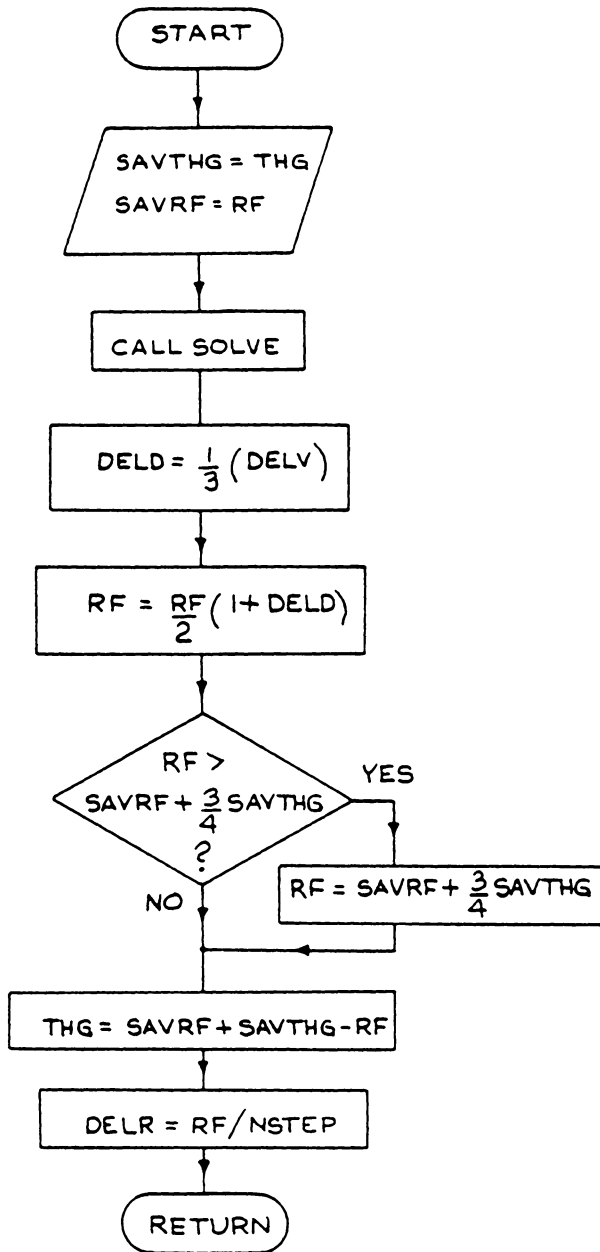 START
SAVTHG = THG
SAVRF = RF
CALL SOLVE
DELD = 1/3 (DELV)
RF = RF/2 (1+ DELD)
RF >
SAVRF + 3/4 SAVTHG
?
YES
NO
RF = SAVRF + 3/4 SAVTHG
THG = SAVRF + SAVTHG - RF
DELR = RF/NSTEP
RETURN